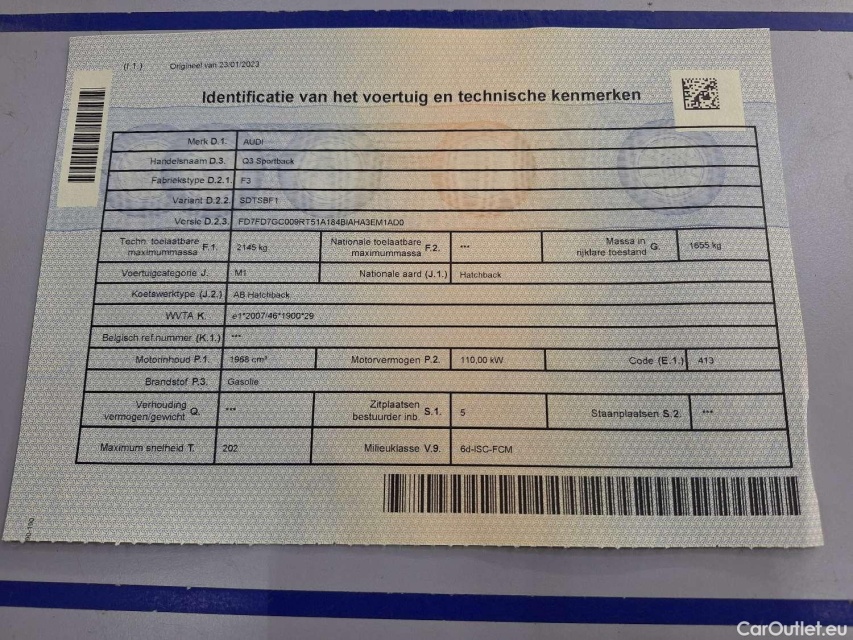 (I.1.) Origineel van 23/01/2023
Identificatie van het voertuig en technische kenmerken
Merk D.1. AUDI
Handelsnaam D.3. Q3 Sportback
Fabriekstype D.2.1. F3
Variant D.2.2. SDTSBF1
Versie D.2.3. FD7FD7GC009RT51A184BIAHA3EM1AD0
Techn. toelaatbare maximummassa F.1. 2145 kg Nationale toelaatbare maximummassa F.2. *** Massa in rijklare toestand G. 1655 kg
Voertuigcategorie J. M1 Nationale aard (J.1.) Hatchback
Koetswerktype (J.2.) AB Hatchback
WVTA K. e1*2007/46*1900*29
Belgisch ref.nummer (K.1.) ***
Motorinhoud P.1. 1968 cm³ Motorvermogen P.2. 110,00 kW Code (E.1.) 413
Brandstof P.3. Gasolie
Verhouding vermogen/gewicht Q. *** Zitplaatsen bestuurder inb. S.1. 5 Staanplaatsen S.2. ***
Maximum snelheid T. 202 Milieuklasse V.9. 6d-ISC-FCM
CarOutlet.eu